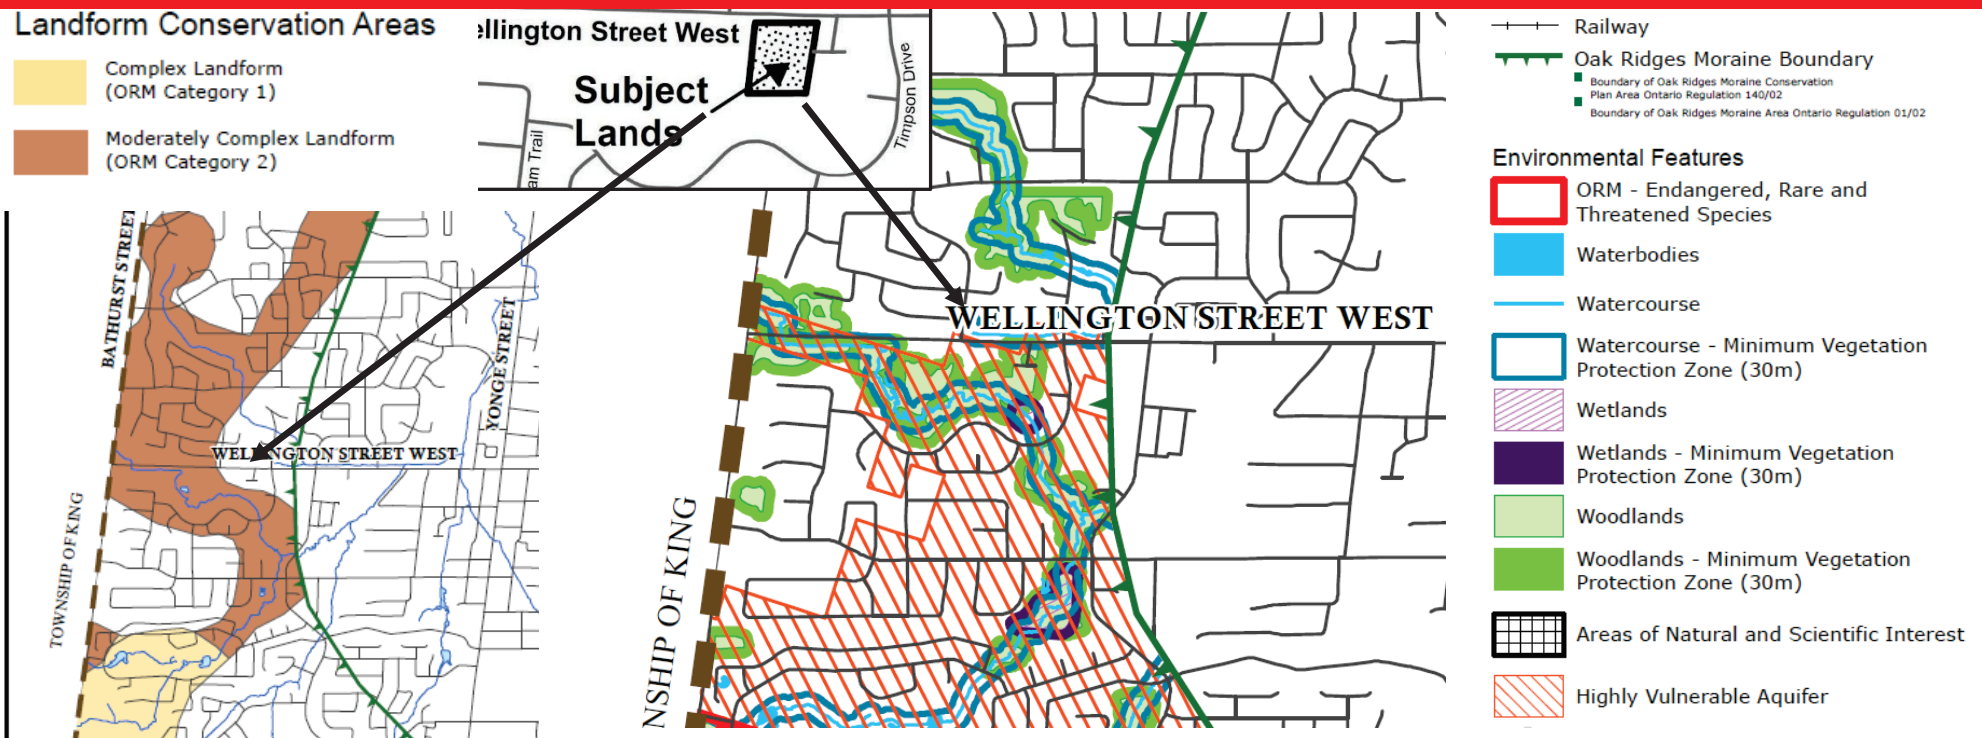 Landform Conservation Areas
Complex Landform
(ORM Category 1)
Moderately Complex Landform
(ORM Category 2)
BATHURST STREET
YONGE STREET
WELLINGTON STREET WEST
TOWNSHIP OF KING
ellington Street West
Subject
Lands
am Trail
Timpson Drive
WELLINGTON STREET WEST
NSHIP OF KING
Railway
Oak Ridges Moraine Boundary
Boundary of Oak Ridges Moraine Conservation
Plan Area Ontario Regulation 140/02
Boundary of Oak Ridges Moraine Area Ontario Regulation 01/02
Environmental Features
ORM - Endangered, Rare and
Threatened Species
Waterbodies
Watercourse
Watercourse - Minimum Vegetation
Protection Zone (30m)
Wetlands
Wetlands - Minimum Vegetation
Protection Zone (30m)
Woodlands
Woodlands - Minimum Vegetation
Protection Zone (30m)
Areas of Natural and Scientific Interest
Highly Vulnerable Aquifer